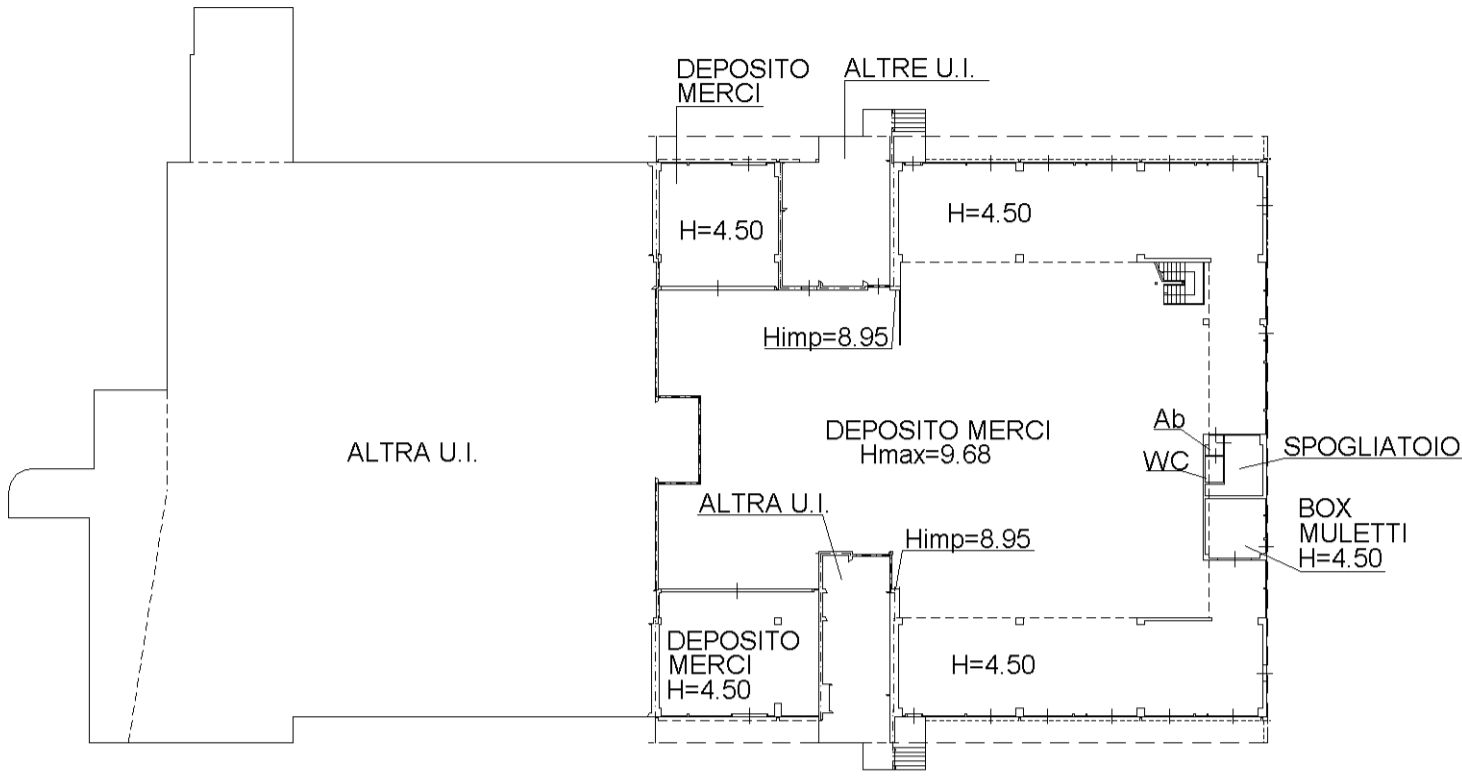 DEPOSITO
MERCI
ALTRE U.I.
H=4.50
H=4.50
Himp=8.95
ALTRA U.I.
DEPOSITO MERCI
Hmax=9.68
Ab
WC
SPOGLIATOIO
BOX
MULETTI
H=4.50
ALTRA U.I.
Himp=8.95
DEPOSITO
MERCI
H=4.50
H=4.50